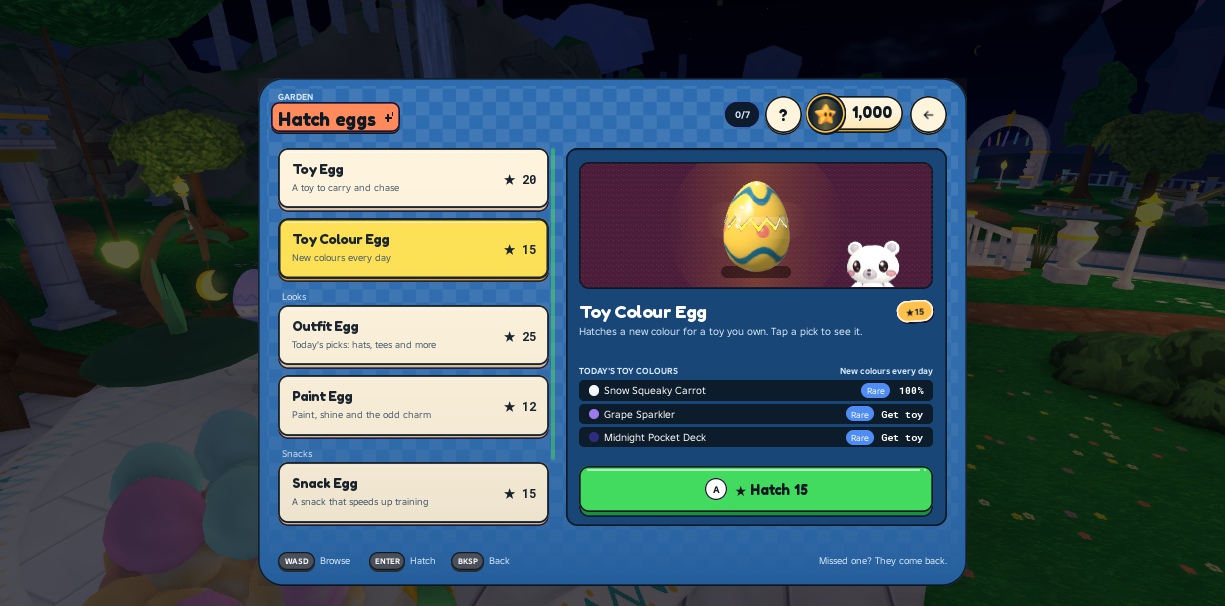 GARDEN
Hatch eggs
0/7
?
1,000
Toy Egg
A toy to carry and chase
★ 20
Toy Colour Egg
New colours every day
★ 15
Looks
Outfit Egg
Today's picks: hats, tees and more
★ 25
Paint Egg
Paint, shine and the odd charm
★ 12
Snacks
Snack Egg
A snack that speeds up training
★ 15
Toy Colour Egg
★15
Hatches a new colour for a toy you own. Tap a pick to see it.
TODAY'S TOY COLOURS
New colours every day
Snow Squeaky Carrot Rare 100%
Grape Sparkler Rare Get toy
Midnight Pocket Deck Rare Get toy
A ★ Hatch 15
WASD Browse ENTER Hatch BKSP Back
Missed one? They come back.